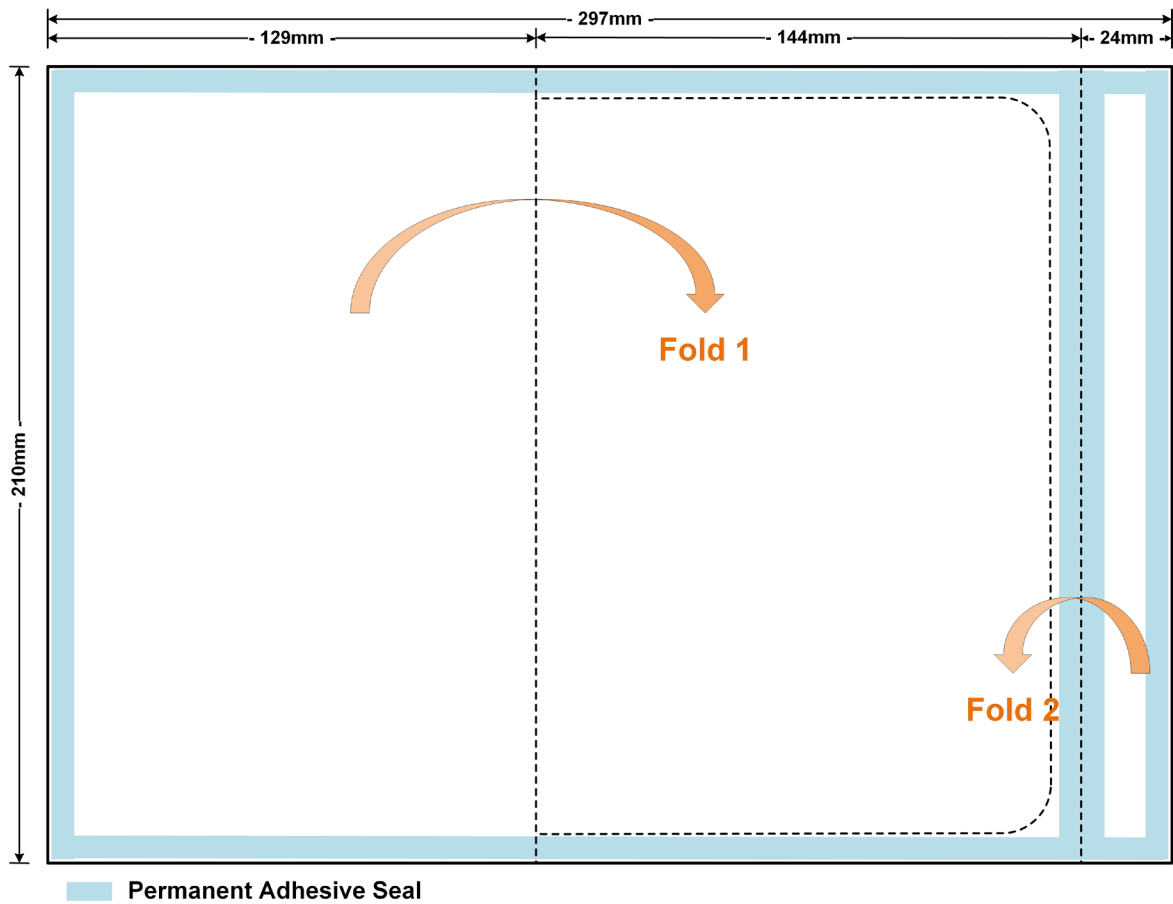 - 297mm -
- 129mm -
- 144mm -
- 24mm -
- 210mm -
Fold 1
Fold 2
Permanent Adhesive Seal